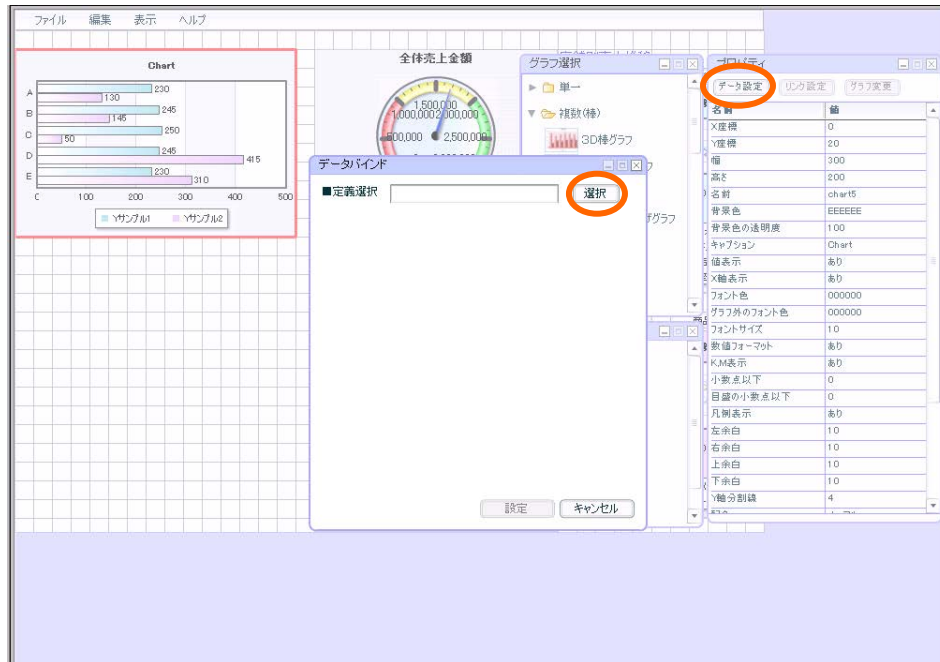 ファイル 編集 表示 ヘルプ
Chart
A 230
130
B 245
145
C 250
50
D 245
415
E 230
310
0 100 200 300 400 500
Yサンプル1 Yサンプル2
全体売上金額
1,500,000
1,000,000 2,000,000
500,000 2,500,000
グラフ選択
単一
複数(棒)
3D棒グラフ
グラフ
データバインド
■定義選択 選択
設定 キャンセル
プロパティ
データ設定 リンク設定 グラフ変更
名前 値
X座標 0
Y座標 20
幅 300
高さ 200
名前 chart5
背景色 EEEEEE
背景色の透明度 100
キャプション Chart
値表示 あり
X軸表示 あり
フォント色 000000
グラフ外のフォント色 000000
フォントサイズ 10
数値フォーマット あり
K,M表示 あり
小数点以下 0
目盛の小数点以下 0
凡例表示 あり
左余白 10
右余白 10
上余白 10
下余白 10
Y軸分割線 4